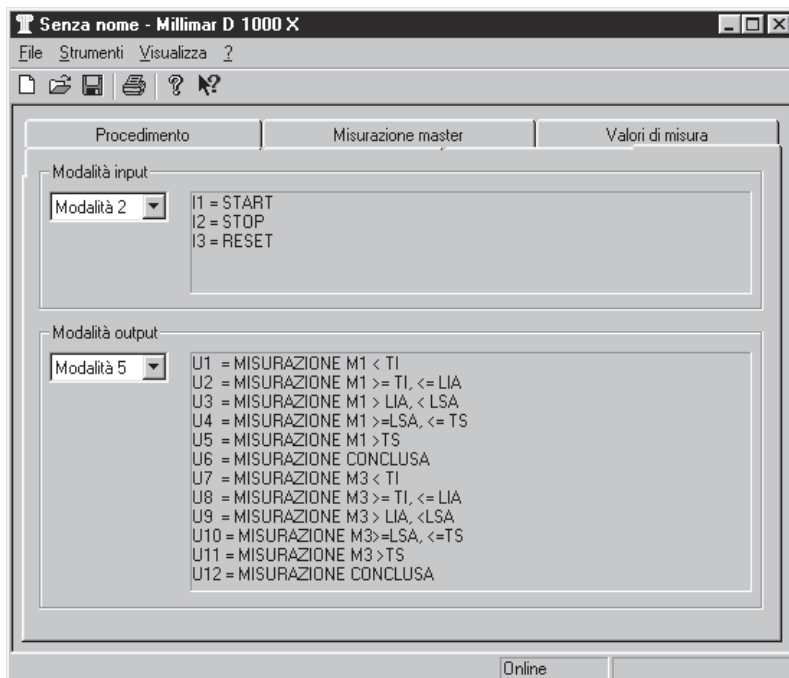 Senza nome - Millimar D 1000 X
File Strumenti Visualizza ?
Procedimento Misurazione master Valori di misura
Modalità input
Modalità 2
I1 = START
I2 = STOP
I3 = RESET
Modalità output
Modalità 5
U1 = MISURAZIONE M1 < TI
U2 = MISURAZIONE M1 >= TI, <= LIA
U3 = MISURAZIONE M1 > LIA, < LSA
U4 = MISURAZIONE M1 >=LSA, <= TS
U5 = MISURAZIONE M1 >TS
U6 = MISURAZIONE CONCLUSA
U7 = MISURAZIONE M3 < TI
U8 = MISURAZIONE M3 >= TI, <= LIA
U9 = MISURAZIONE M3 > LIA, <LSA
U10 = MISURAZIONE M3>=LSA, <=TS
U11 = MISURAZIONE M3 >TS
U12 = MISURAZIONE CONCLUSA
Online